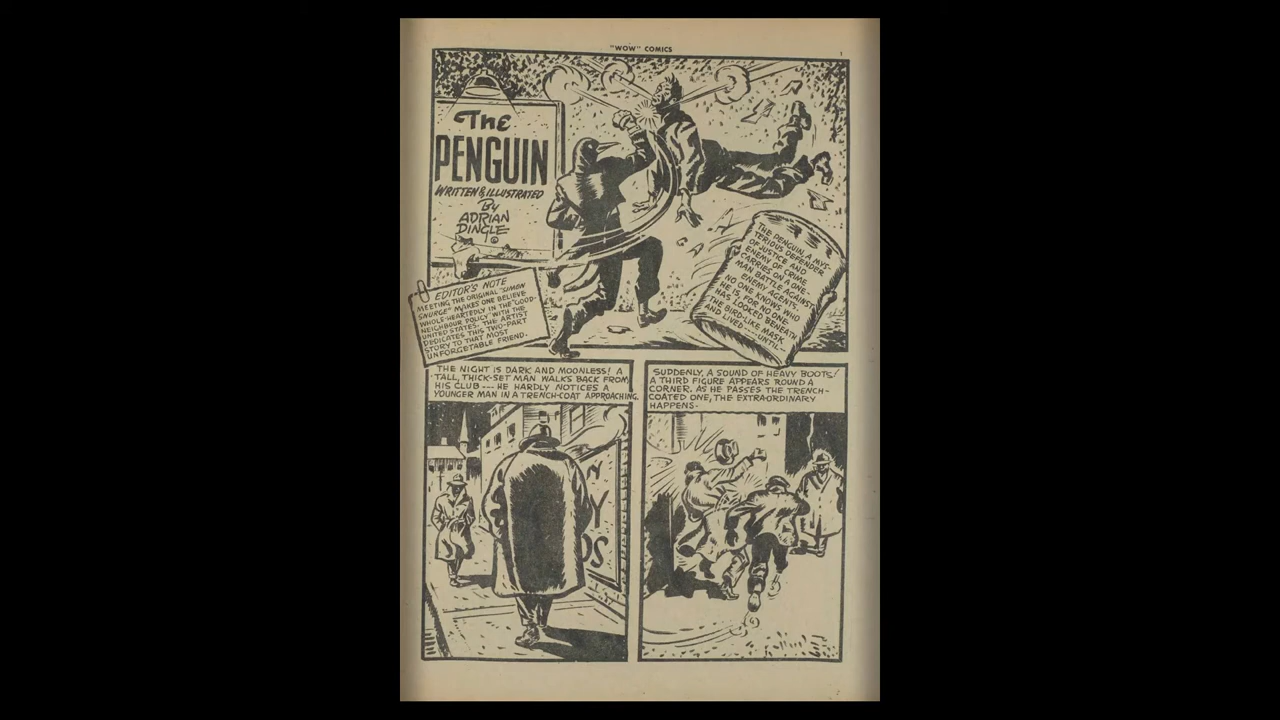 "WOW" COMICS
1
The
PENGUIN
WRITTEN & ILLUSTRATED
By
ADRIAN
DINGLE
©
EDITOR'S NOTE
MEETING THE ORIGINAL "SIMON
SNURGE" MAKES ONE BELIEVE
WHOLE-HEARTEDLY IN THE "GOOD-
NEIGHBOUR POLICY" WITH THE
UNITED STATES. THE ARTIST
DEDICATES THIS TWO-PART
STORY TO THAT MOST
UNFORGETABLE FRIEND.
THE PENGUIN, A MYS-
TERIOUS DEFENDER
OF JUSTICE AND
ENEMY OF CRIME
CARRIES ON A ONE-
MAN BATTLE AGAINST
ENEMY AGENTS.
NO ONE KNOWS WHO
HE IS, FOR NO ONE
HAS LOOKED BENEATH
THE BIRD-LIKE MASK
AND LIVED----UNTIL--
THE NIGHT IS DARK AND MOONLESS! A
TALL, THICK-SET MAN WALKS BACK FROM
HIS CLUB --- HE HARDLY NOTICES A
YOUNGER MAN IN A TRENCH-COAT APPROACHING.
SUDDENLY, A SOUND OF HEAVY BOOTS!
A THIRD FIGURE APPEARS 'ROUND A
CORNER. AS HE PASSES THE TRENCH-
COATED ONE, THE EXTRA-ORDINARY
HAPPENS-
N
Y
DS